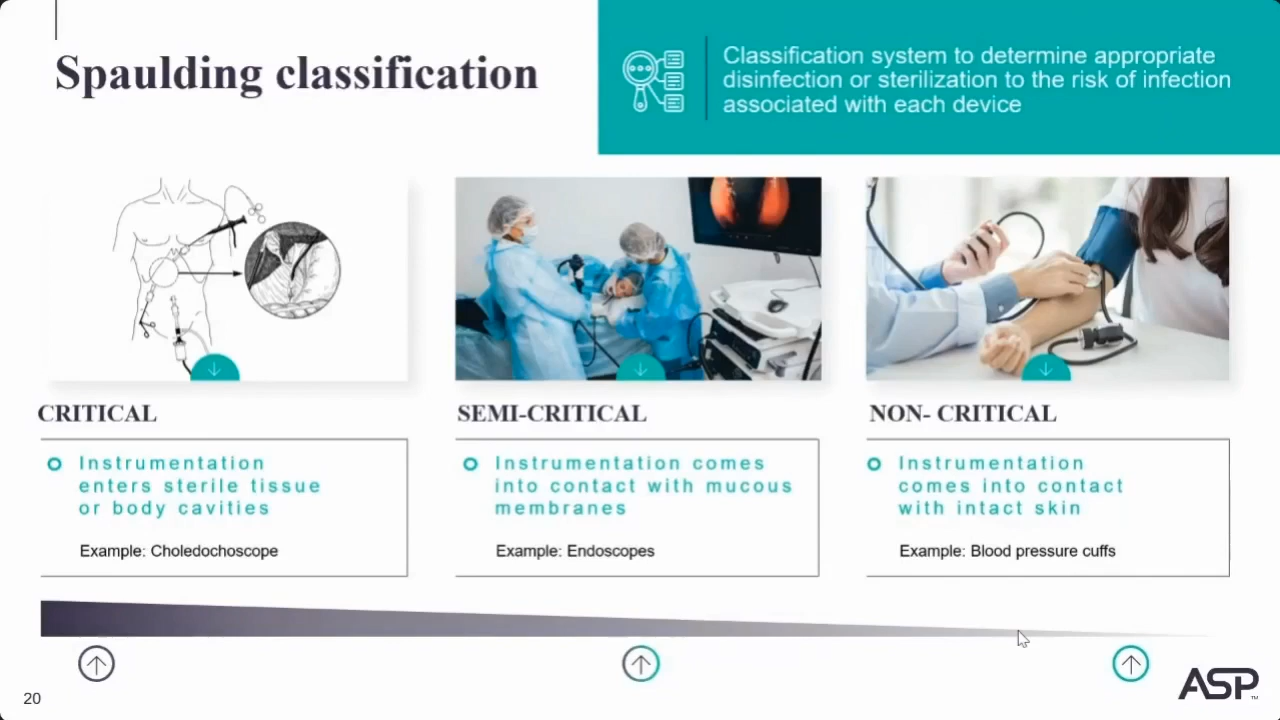 Spaulding classification
Classification system to determine appropriate
disinfection or sterilization to the risk of infection
associated with each device
CRITICAL
Instrumentation
enters sterile tissue
or body cavities
Example: Choledochoscope
SEMI-CRITICAL
Instrumentation comes
into contact with mucous
membranes
Example: Endoscopes
NON- CRITICAL
Instrumentation
comes into contact
with intact skin
Example: Blood pressure cuffs
20
ASP™